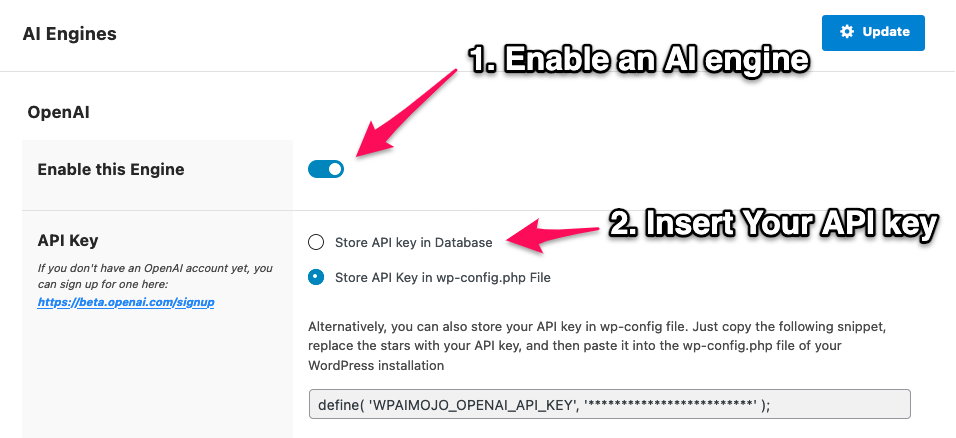 AI Engines
Update
1. Enable an AI engine
OpenAI
Enable this Engine
2. Insert Your API key
API Key
Store API key in Database
If you don't have an OpenAI account yet, you
can sign up for one here:
https://beta.openai.com/signup
Store API Key in wp-config.php File
Alternatively, you can also store your API key in wp-config file. Just copy the following snippet,
replace the stars with your API key, and then paste it into the wp-config.php file of your
WordPress installation
define( 'WPAIMOJO_OPENAI_API_KEY', '*************************' );